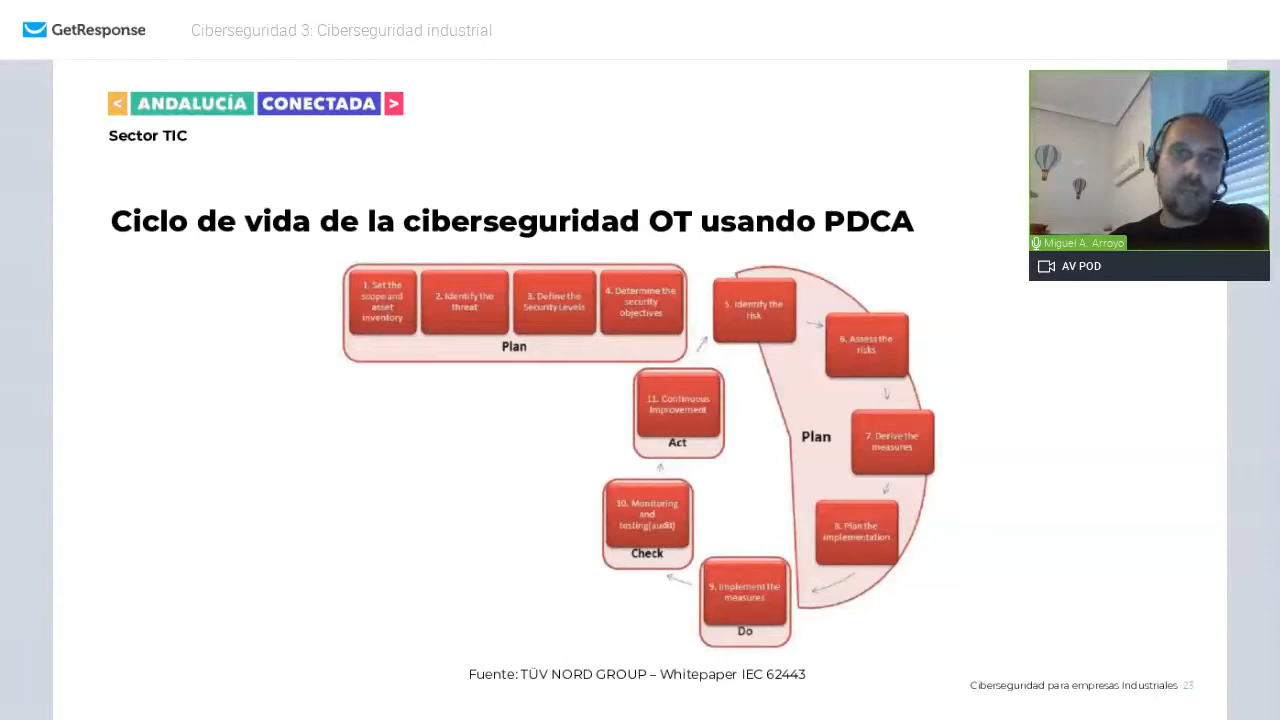 GetResponse
Ciberseguridad 3: Ciberseguridad industrial
< ANDALUCÍA CONECTADA >
Sector TIC
Miguel A. Arroyo
AV POD
Ciclo de vida de la ciberseguridad OT usando PDCA
1. Set the
scope and
asset
inventory
2. Identify the
threat
3. Define the
Security Levels
4. Determine the
security
objectives
Plan
5. Identify the
risk
6. Assess the
risks
7. Derive the
measures
8. Plan the
implementation
Plan
9. Implement the
measures
Do
10. Monitoring
and
testing(audit)
Check
11. Continuous
Improvement
Act
Fuente: TÜV NORD GROUP – Whitepaper IEC 62443
Ciberseguridad para empresas Industriales 23